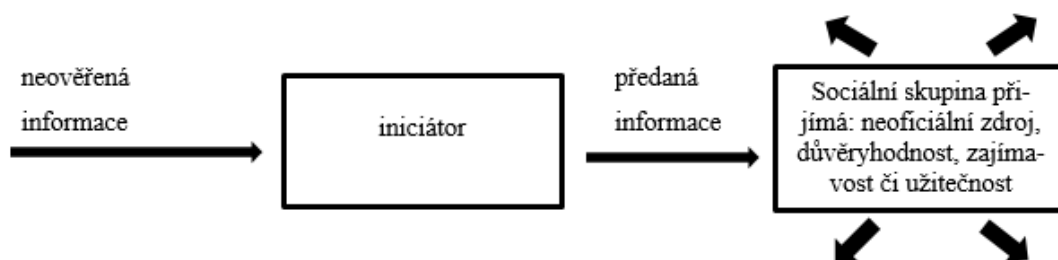 neověřená
informace
iniciátor
předaná
informace
Sociální skupina při-
jímá: neoficiální zdroj,
důvěryhodnost, zajíma-
vost či užitečnost